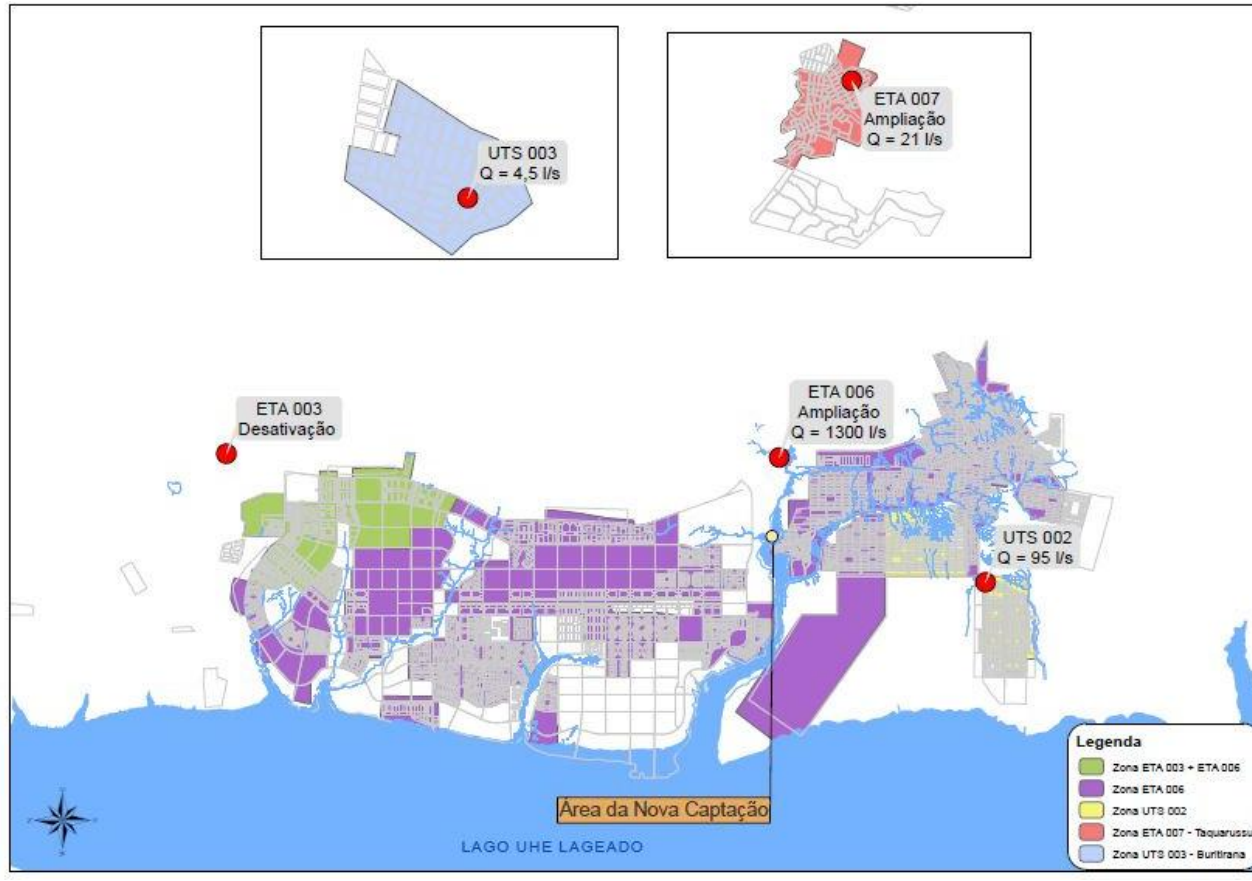 UTS 003
Q = 4,5 l/s
ETA 007
Ampliação
Q = 21 l/s
ETA 003
Desativação
ETA 006
Ampliação
Q = 1300 l/s
UTS 002
Q = 95 l/s
Área da Nova Captação
LAGO UHE LAGEADO
Legenda
Zona ETA 003 + ETA 006
Zona ETA 006
Zona UTS 002
Zona ETA 007 - Taquarussu
Zona UTS 003 - Buritirana